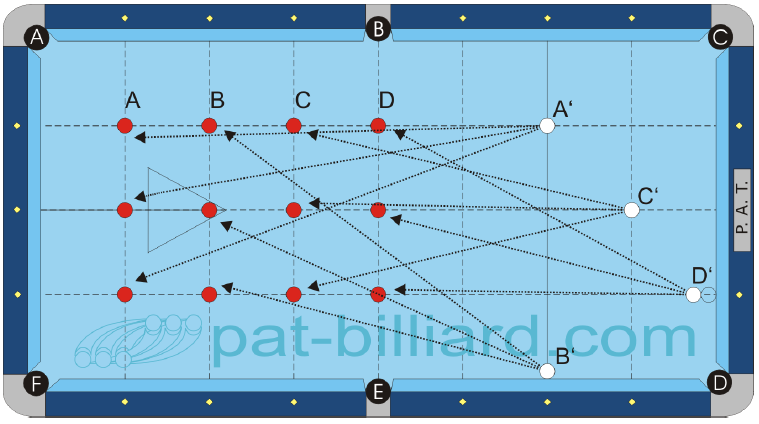 A B C
A B C D A‘
C‘
P. A. T.
D‘
pat-billiard.com
B‘
F E D